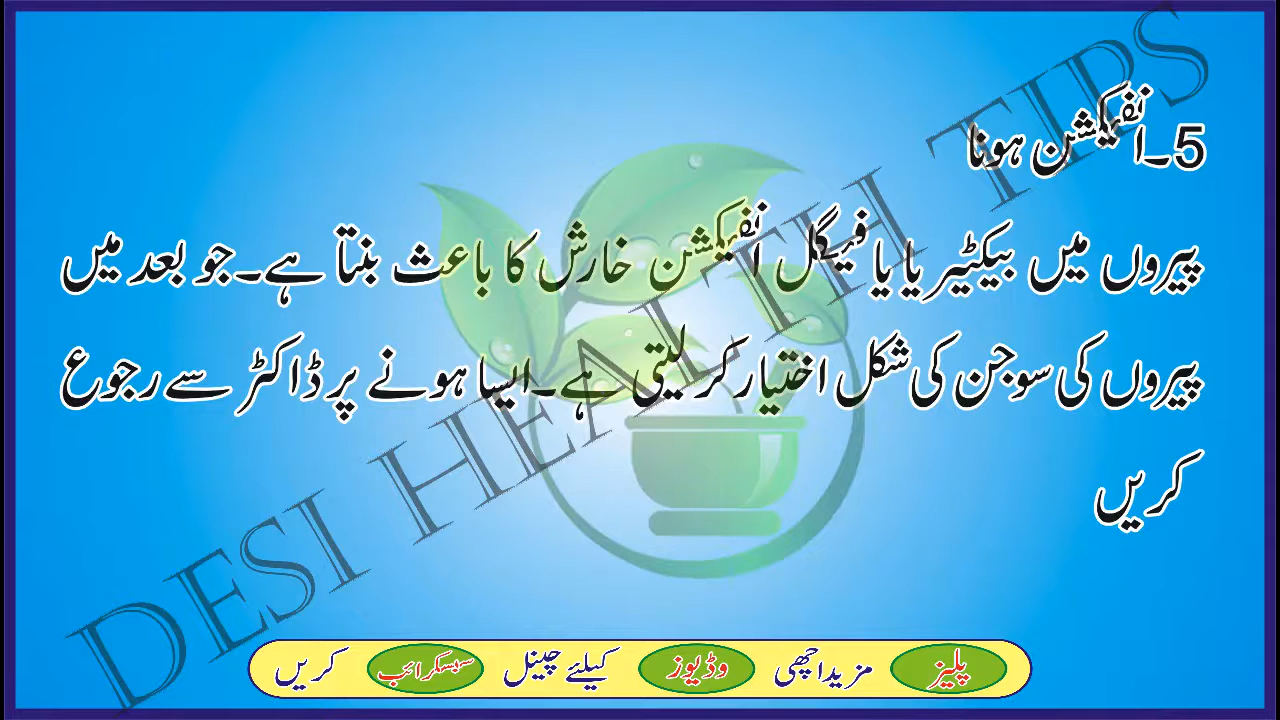 5۔انفیکشن ہونا
پیروں میں بیکٹیریا یا فینگل انفیکشن خارش کا باعث بنتا ہے۔جو بعد میں
پیروں کی سوجن کی شکل اختیار کر لیتی ہے۔ایسا ہونے پر ڈاکٹر سے رجوع
کریں
DESI HEALTH TIPS
پلیز مزید اچھی وڈیوز کیلئے چینل سبسکرائب کریں